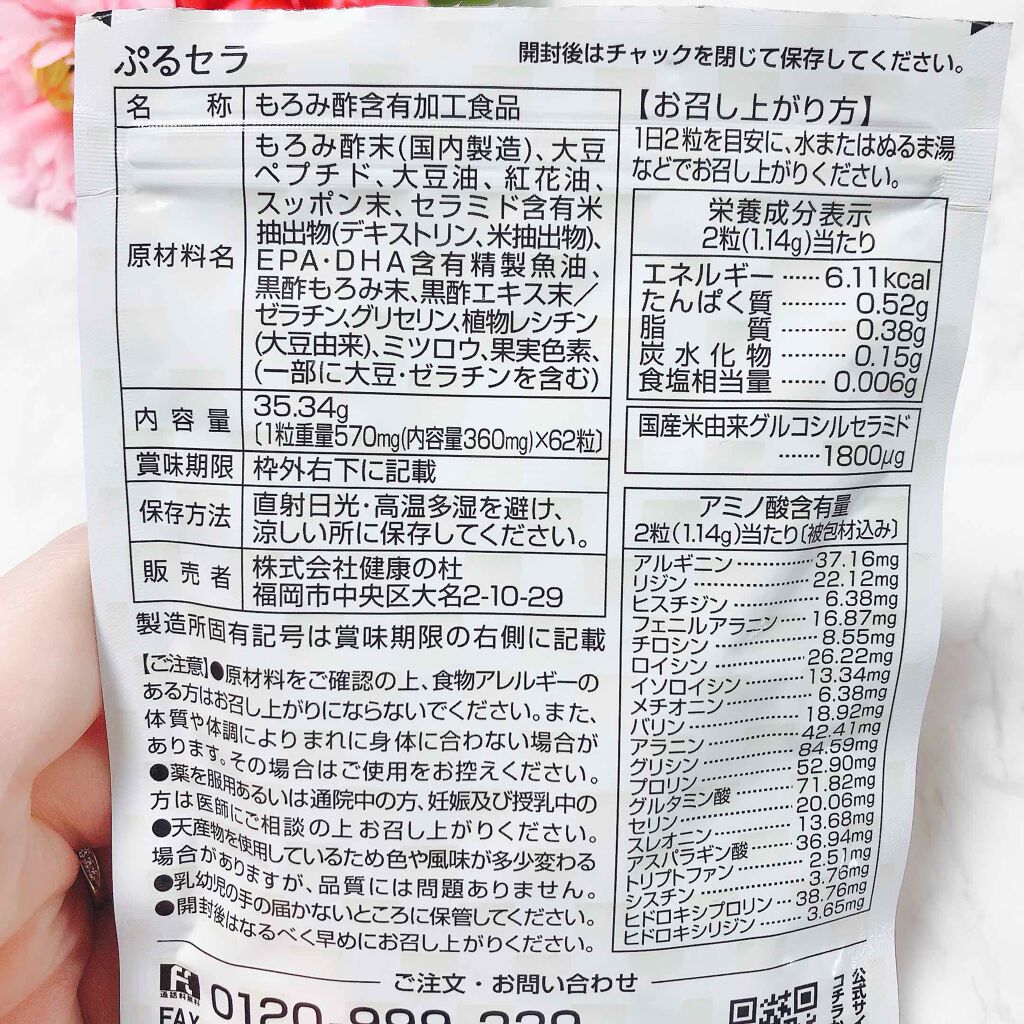 ぷるセラ
開封後はチャックを閉じて保存してください。
名　称 もろみ酢含有加工食品
原材料名
もろみ酢末(国内製造)、大豆
ペプチド、大豆油、紅花油、
スッポン末、セラミド含有米
抽出物(デキストリン、米抽出物)、
EPA・DHA含有精製魚油、
黒酢もろみ末、黒酢エキス末／
ゼラチン、グリセリン、植物レシチン
(大豆由来)、ミツロウ、果実色素、
(一部に大豆・ゼラチンを含む)
内容量
35.34g
〔1粒重量570mg(内容量360mg)×62粒〕
賞味期限 枠外右下に記載
保存方法
直射日光・高温多湿を避け、
涼しい所に保存してください。
販売者
株式会社健康の杜
福岡市中央区大名2-10-29
製造所固有記号は賞味期限の右側に記載
【ご注意】●原材料をご確認の上、食物アレルギーの
ある方はお召し上がりにならないでください。また、
体質や体調によりまれに身体に合わない場合が
あります。その場合はご使用をお控えください。
●薬を服用あるいは通院中の方、妊娠及び授乳中の
方は医師にご相談の上お召し上がりください。
●天産物を使用しているため色や風味が多少変わる
場合がありますが、品質には問題ありません。
●乳幼児の手の届かないところに保管してください。
●開封後はなるべく早めにお召し上がりください。
【お召し上がり方】
1日2粒を目安に、水またはぬるま湯
などでお召し上がりください。
栄養成分表示
2粒(1.14g)当たり
エネルギー……6.11kcal
たんぱく質………0.52g
脂　質………0.38g
炭水化物………0.15g
食塩相当量……0.006g
国産米由来グルコシルセラミド
……1800μg
アミノ酸含有量
2粒(1.14g)当たり〔被包材込み〕
アルギニン………37.16mg
リジン………22.12mg
ヒスチジン………6.38mg
フェニルアラニン……16.87mg
チロシン………8.55mg
ロイシン………26.22mg
イソロイシン………13.34mg
メチオニン………6.38mg
バリン………18.92mg
アラニン………42.41mg
グリシン………84.59mg
プロリン………52.90mg
グルタミン酸………71.82mg
セリン………20.06mg
スレオニン………13.68mg
アスパラギン酸………36.94mg
トリプトファン………2.51mg
シスチン………3.76mg
ヒドロキシプロリン…38.76mg
ヒドロキシリジン……3.65mg
ご注文・お問い合わせ
通話料無料
0120-
FAX
公式サイ
コチラか